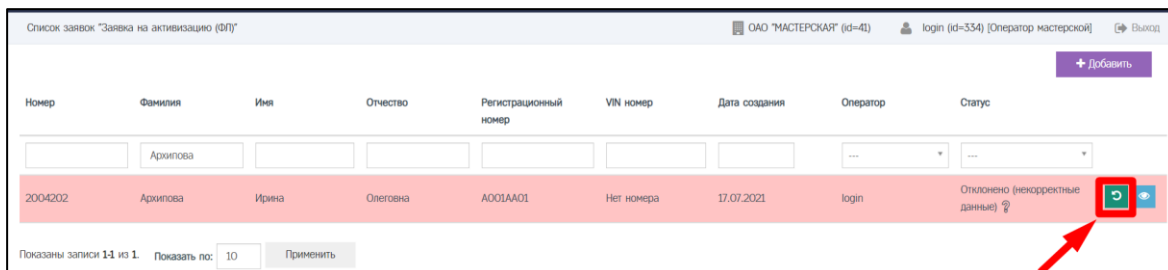 Список заявок "Заявка на активизацию (ФЛ)" ОАО "МАСТЕРСКАЯ" (id=41) login (id=334) [Оператор мастерской] Выход
+ Добавить
Номер Фамилия Имя Отчество Регистрационный номер VIN номер Дата создания Оператор Статус
Архипова --- ---
2004202 Архипова Ирина Олеговна А001АА01 Нет номера 17.07.2021 login Отклонено (некорректные данные) ?
Показаны записи 1-1 из 1. Показать по: 10 Применить